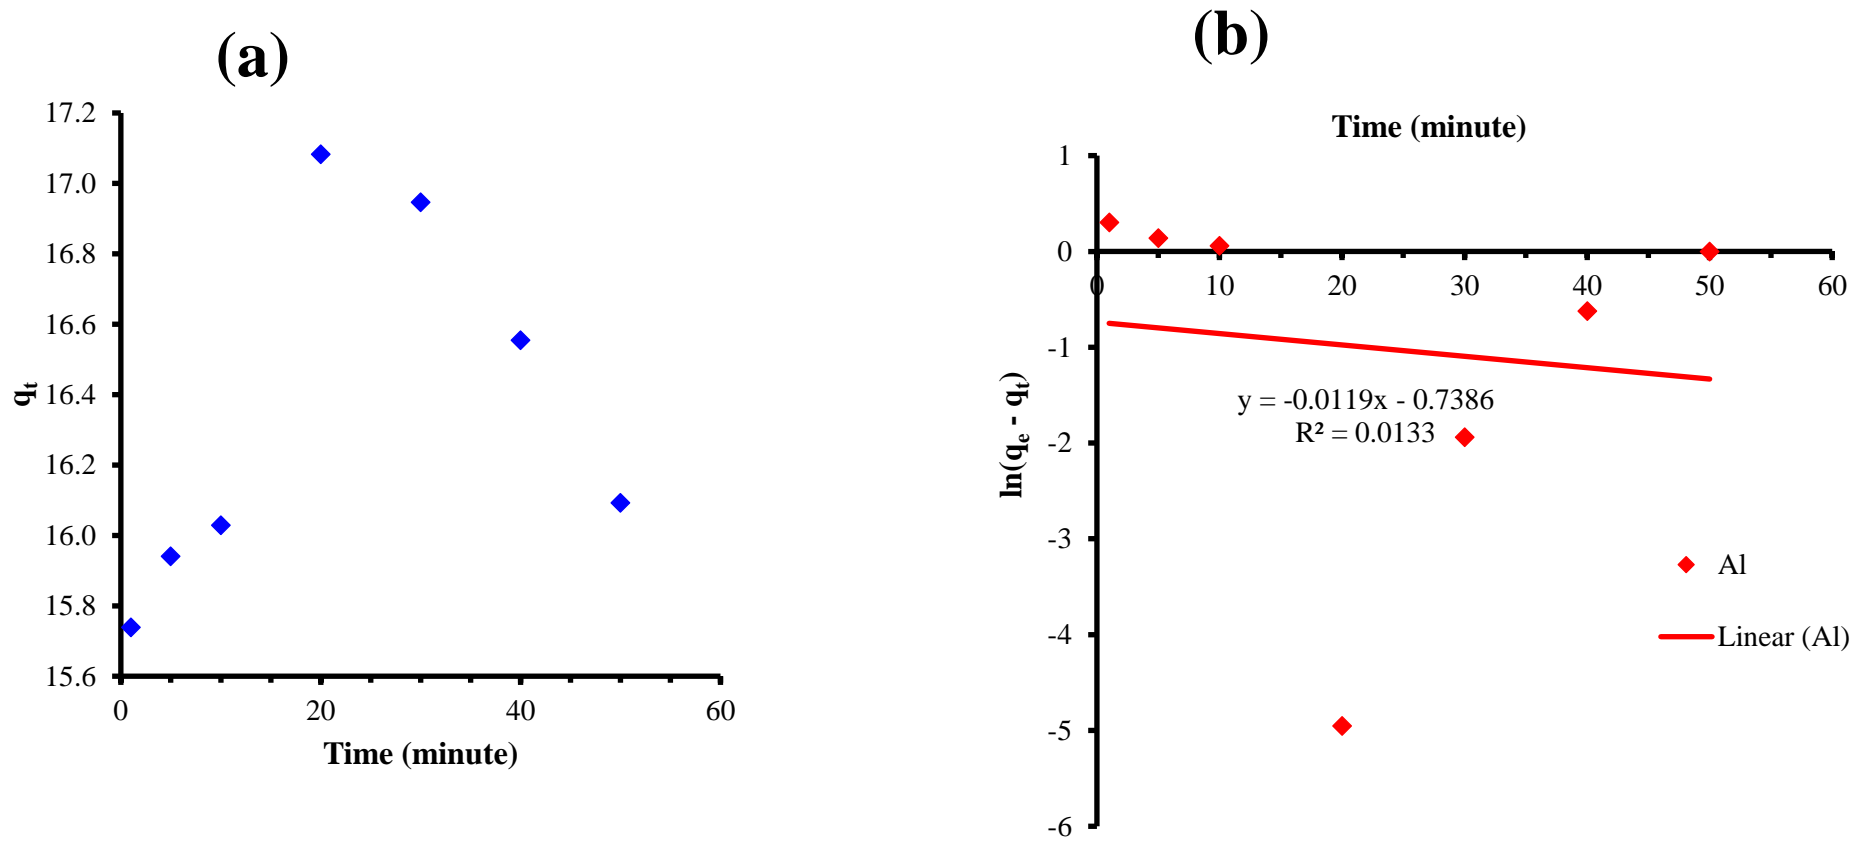 (a)
17.2
17.0
16.8
16.6
16.4
16.2
16.0
15.8
15.6
qt
0 20 40 60
Time (minute)
(b)
Time (minute)
1
0
-1
-2
-3
-4
-5
-6
ln(qe - qt)
0 10 20 30 40 50 60
y = -0.0119x - 0.7386
R² = 0.0133
Al
Linear (Al)